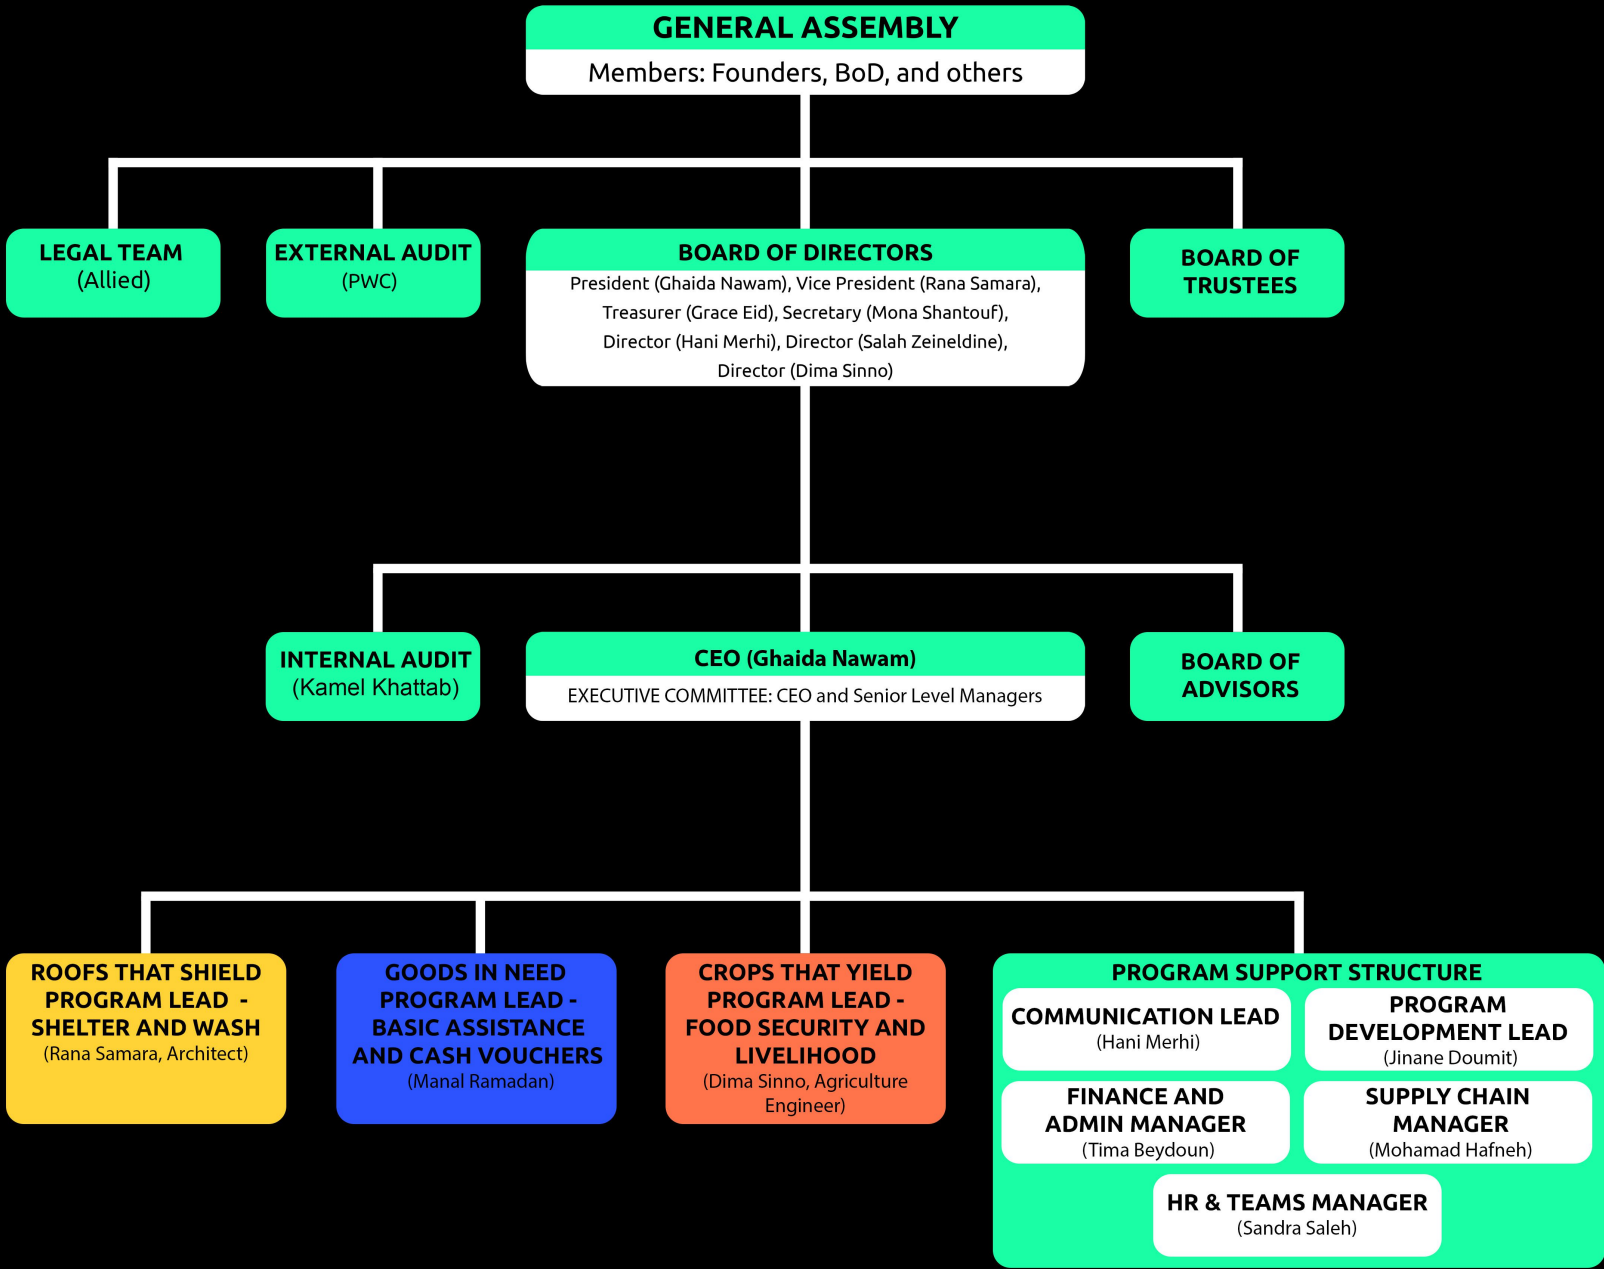 GENERAL ASSEMBLY
Members: Founders, BoD, and others
LEGAL TEAM
(Allied)
EXTERNAL AUDIT
(PWC)
BOARD OF DIRECTORS
President (Ghaida Nawam), Vice President (Rana Samara),
Treasurer (Grace Eid), Secretary (Mona Shantouf),
Director (Hani Merhi), Director (Salah Zeineldine),
Director (Dima Sinno)
BOARD OF
TRUSTEES
INTERNAL AUDIT
(Kamel Khattab)
CEO (Ghaida Nawam)
EXECUTIVE COMMITTEE: CEO and Senior Level Managers
BOARD OF
ADVISORS
ROOFS THAT SHIELD
PROGRAM LEAD -
SHELTER AND WASH
(Rana Samara, Architect)
GOODS IN NEED
PROGRAM LEAD -
BASIC ASSISTANCE
AND CASH VOUCHERS
(Manal Ramadan)
CROPS THAT YIELD
PROGRAM LEAD -
FOOD SECURITY AND
LIVELIHOOD
(Dima Sinno, Agriculture
Engineer)
PROGRAM SUPPORT STRUCTURE
COMMUNICATION LEAD
(Hani Merhi)
PROGRAM
DEVELOPMENT LEAD
(Jinane Doumit)
FINANCE AND
ADMIN MANAGER
(Tima Beydoun)
SUPPLY CHAIN
MANAGER
(Mohamad Hafneh)
HR & TEAMS MANAGER
(Sandra Saleh)